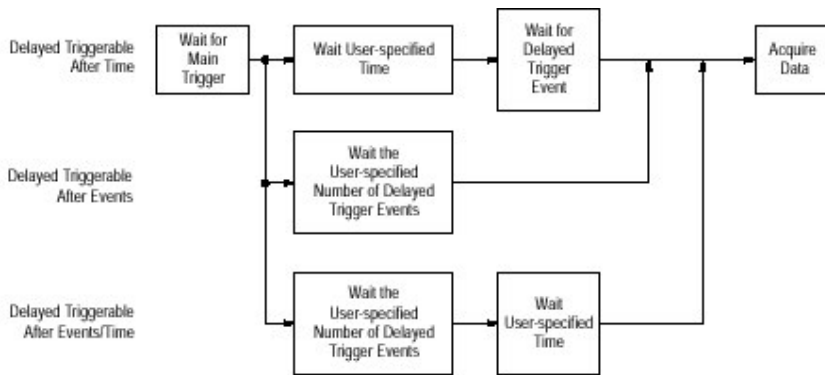 Delayed Triggerable
After Time
Wait for
Main
Trigger
Wait User-specified
Time
Wait for
Delayed
Trigger
Event
Acquire
Data
Delayed Triggerable
After Events
Wait the
User-specified
Number of Delayed
Trigger Events
Delayed Triggerable
After Events/Time
Wait the
User-specified
Number of Delayed
Trigger Events
Wait
User-specified
Time